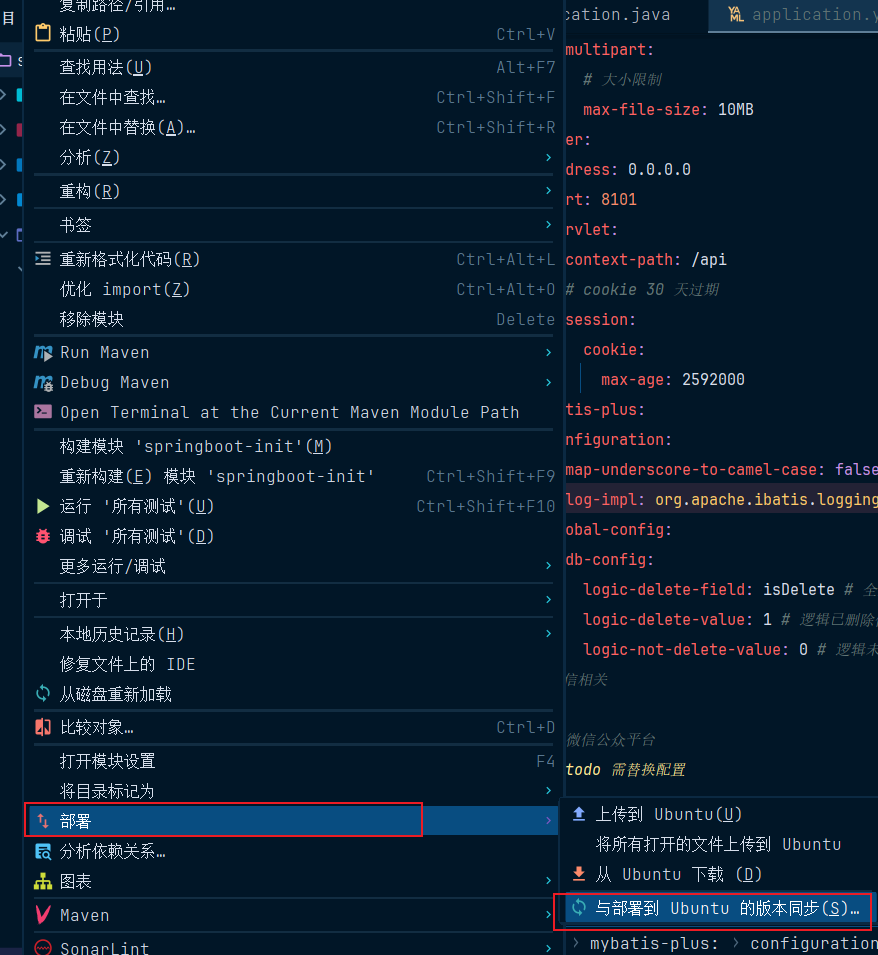 目
复制路径/引用…
粘贴(P) Ctrl+V
查找用法(U) Alt+F7
在文件中查找… Ctrl+Shift+F
在文件中替换(A)… Ctrl+Shift+R
分析(Z)
重构(R)
书签
重新格式化代码(R) Ctrl+Alt+L
优化 import(Z) Ctrl+Alt+O
移除模块 Delete
Run Maven
Debug Maven
Open Terminal at the Current Maven Module Path
构建模块 'springboot-init'(M)
重新构建(E) 模块 'springboot-init' Ctrl+Shift+F9
运行 '所有测试'(U) Ctrl+Shift+F10
调试 '所有测试'(D)
更多运行/调试
打开于
本地历史记录(H)
修复文件上的 IDE
从磁盘重新加载
比较对象… Ctrl+D
打开模块设置 F4
将目录标记为
部署
分析依赖关系…
图表
Maven
SonarLint
cation.java
YAML application.y
multipart:
# 大小限制
max-file-size: 10MB
er:
dress: 0.0.0.0
rt: 8101
rvlet:
context-path: /api
# cookie 30 天过期
session:
cookie:
max-age: 2592000
tis-plus:
nfiguration:
map-underscore-to-camel-case: false
log-impl: org.apache.ibatis.logging
obal-config:
db-config:
logic-delete-field: isDelete # 全
logic-delete-value: 1 # 逻辑已删除
logic-not-delete-value: 0 # 逻辑未
信相关
微信公众平台
todo 需替换配置
上传到 Ubuntu(U)
将所有打开的文件上传到 Ubuntu
从 Ubuntu 下载 (D)
与部署到 Ubuntu 的版本同步(S)…
mybatis-plus: › configuration